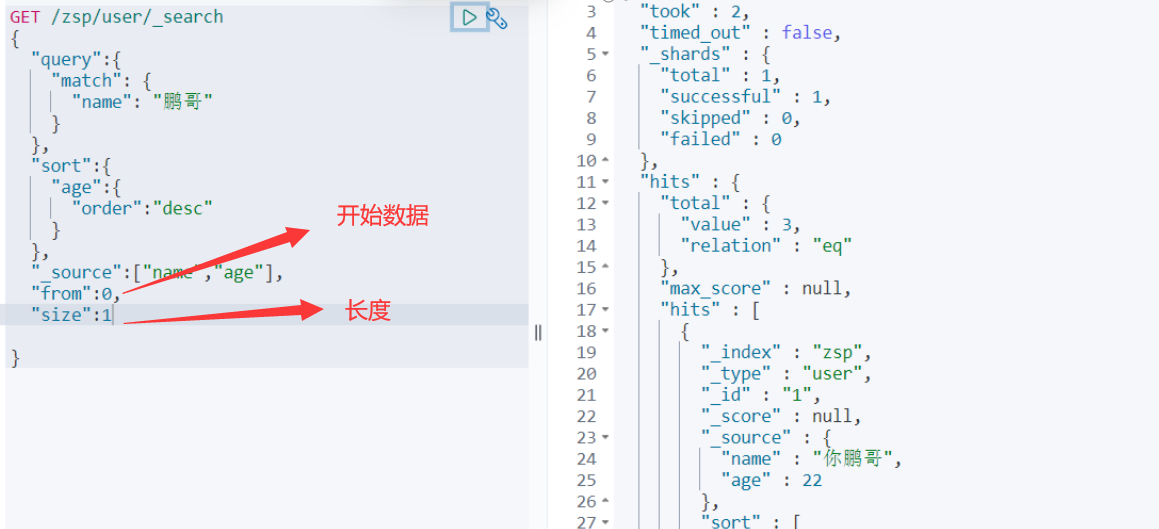 GET /zsp/user/_search
{
"query":{
"match": {
"name": "鹏哥"
}
},
"sort":{
"age":{
"order":"desc"
}
},
"_source":["name","age"],
"from":0,
"size":1
}
开始数据
长度
3 "took" : 2,
4 "timed_out" : false,
5 "_shards" : {
6 "total" : 1,
7 "successful" : 1,
8 "skipped" : 0,
9 "failed" : 0
10 },
11 "hits" : {
12 "total" : {
13 "value" : 3,
14 "relation" : "eq"
15 },
16 "max_score" : null,
17 "hits" : [
18 {
19 "_index" : "zsp",
20 "_type" : "user",
21 "_id" : "1",
22 "_score" : null,
23 "_source" : {
24 "name" : "你鹏哥",
25 "age" : 22
26 },
27 "sort" : [